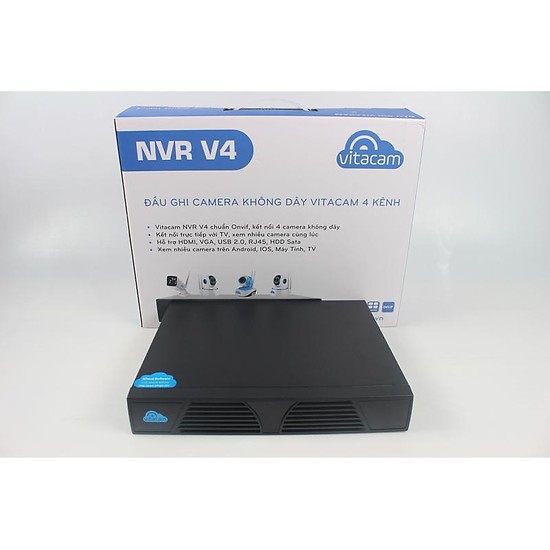 NVR V4
vitacam
ĐẦU GHI CAMERA KHÔNG DÂY VITACAM 4 KÊNH
• Vitacam NVR V4 chuẩn Onvif, kết nối 4 camera không dây
• Kết nối trực tiếp với TV, xem nhiều camera cùng lúc
• Hỗ trợ HDMI, VGA, USB 2.0, RJ45, HDD Sata
• Xem nhiều camera trên Android, IOS, Máy Tính, TV